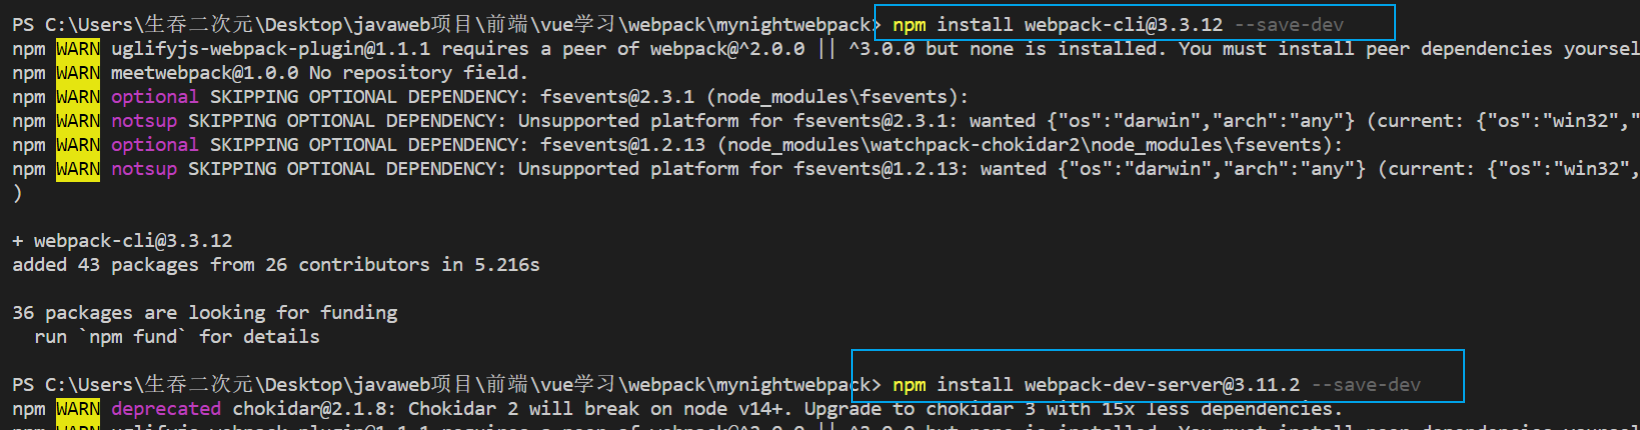 PS C:\Users\生吞二次元\Desktop\javaweb项目\前端\vue学习\webpack\mynightwebpack> npm install webpack-cli@3.3.12 --save-dev
npm WARN uglifyjs-webpack-plugin@1.1.1 requires a peer of webpack@^2.0.0 || ^3.0.0 but none is installed. You must install peer dependencies yoursel
npm WARN meetwebpack@1.0.0 No repository field.
npm WARN optional SKIPPING OPTIONAL DEPENDENCY: fsevents@2.3.1 (node_modules\fsevents):
npm WARN notsup SKIPPING OPTIONAL DEPENDENCY: Unsupported platform for fsevents@2.3.1: wanted {"os":"darwin","arch":"any"} (current: {"os":"win32","
npm WARN optional SKIPPING OPTIONAL DEPENDENCY: fsevents@1.2.13 (node_modules\watchpack-chokidar2\node_modules\fsevents):
npm WARN notsup SKIPPING OPTIONAL DEPENDENCY: Unsupported platform for fsevents@1.2.13: wanted {"os":"darwin","arch":"any"} (current: {"os":"win32",
)
+ webpack-cli@3.3.12
added 43 packages from 26 contributors in 5.216s
36 packages are looking for funding
run `npm fund` for details
PS C:\Users\生吞二次元\Desktop\javaweb项目\前端\vue学习\webpack\mynightwebpack> npm install webpack-dev-server@3.11.2 --save-dev
npm WARN deprecated chokidar@2.1.8: Chokidar 2 will break on node v14+. Upgrade to chokidar 3 with 15x less dependencies.